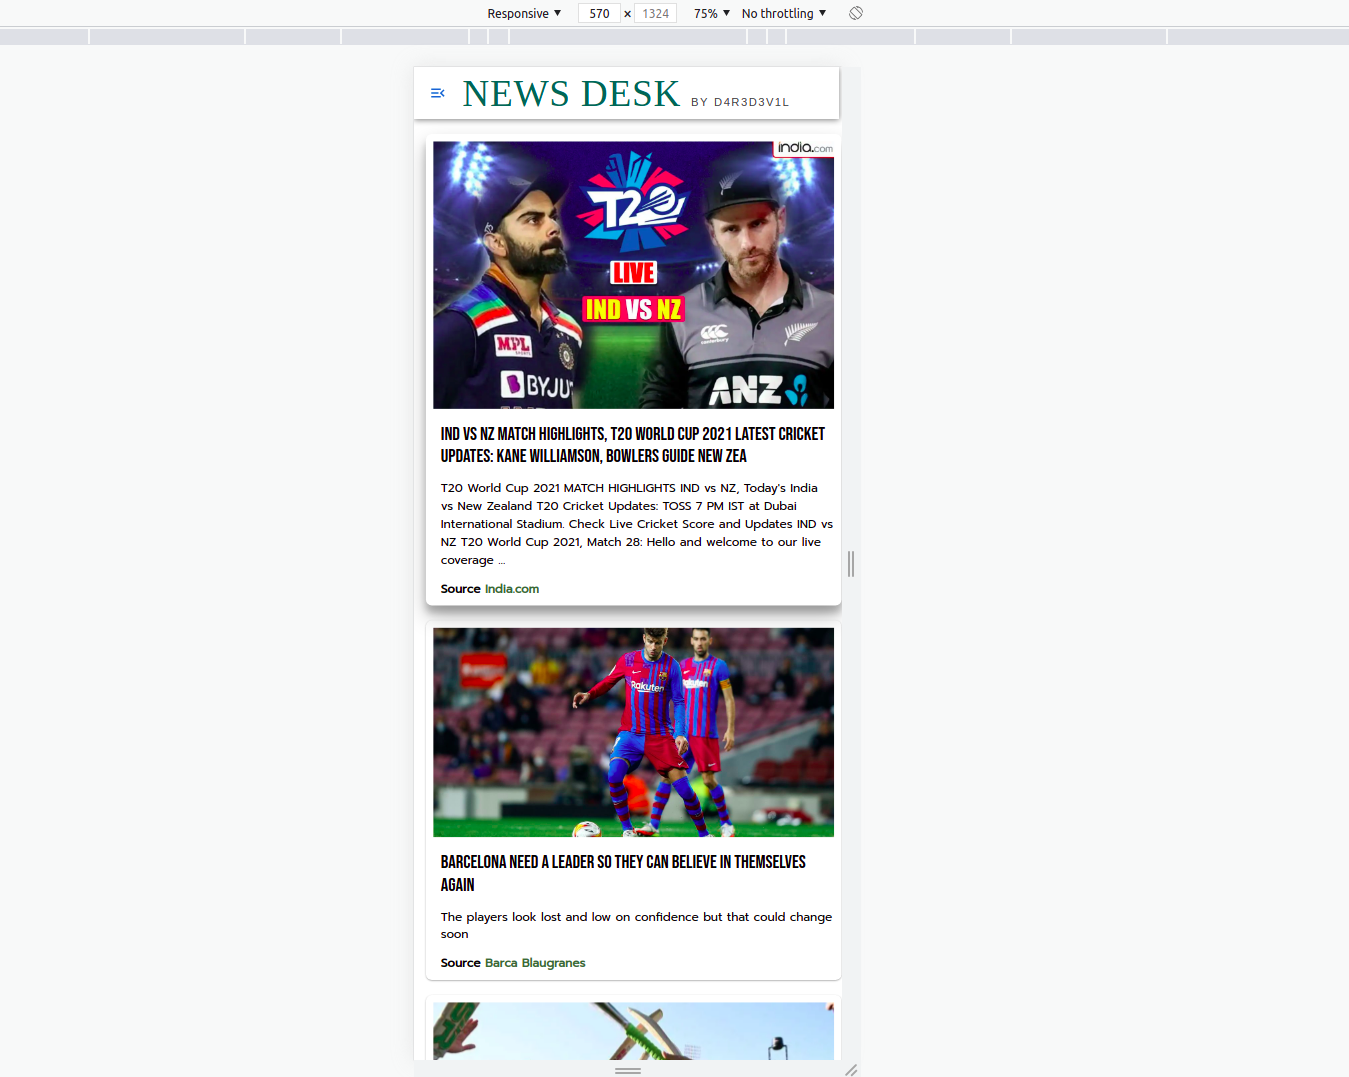 Responsive ▼ 570 × 1324 75% ▼ No throttling ▼
NEWS DESK BY D4R3D3V1L
india.com
T20
LIVE
IND VS NZ
MPL
SPORTS
BYJU
canterbury
ANZ
IND VS NZ MATCH HIGHLIGHTS, T20 WORLD CUP 2021 LATEST CRICKET
UPDATES: KANE WILLIAMSON, BOWLERS GUIDE NEW ZEA
T20 World Cup 2021 MATCH HIGHLIGHTS IND vs NZ, Today's India
vs New Zealand T20 Cricket Updates: TOSS 7 PM IST at Dubai
International Stadium. Check Live Cricket Score and Updates IND vs
NZ T20 World Cup 2021, Match 28: Hello and welcome to our live
coverage ...
Source India.com
Rakuten
Rakuten
BARCELONA NEED A LEADER SO THEY CAN BELIEVE IN THEMSELVES
AGAIN
The players look lost and low on confidence but that could change
soon
Source Barca Blaugranes